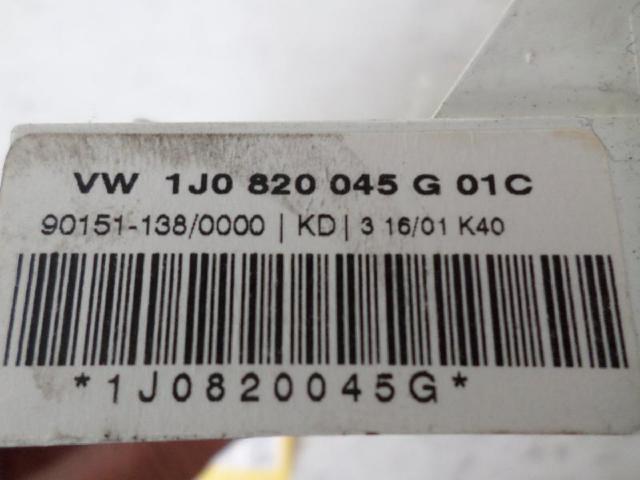 VW 1J0 820 045 G 01C
90151-138/0000 | KD | 3 16/01 K40
*1J0820045G*